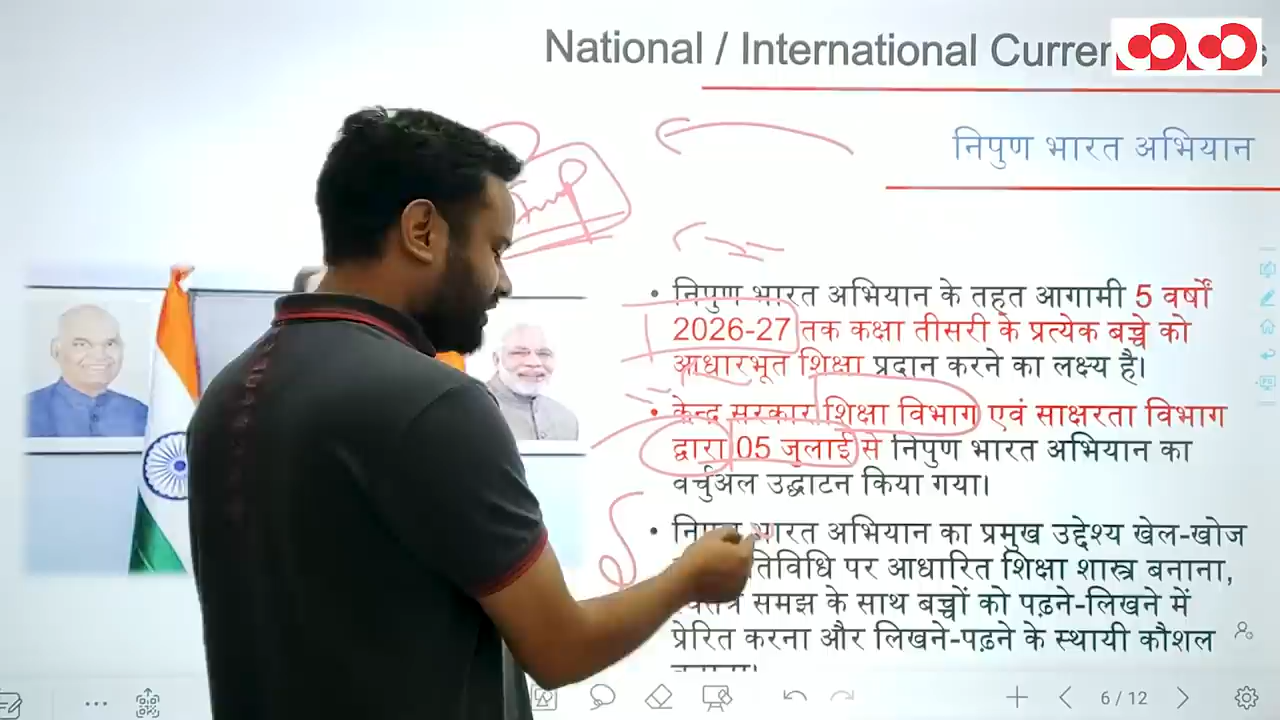 National / International Curren
निपुण भारत अभियान
Imp
• निपुण भारत अभियान के तहत आगामी 5 वर्षों
2026-27 तक कक्षा तीसरी के प्रत्येक बच्चे को
आधारभूत शिक्षा प्रदान करने का लक्ष्य है।
• केन्द्र सरकार शिक्षा विभाग एवं साक्षरता विभाग
द्वारा 05 जुलाई से निपुण भारत अभियान का
वर्चुअल उद्घाटन किया गया।
• निपुण भारत अभियान का प्रमुख उद्देश्य खेल-खोज
पर आधारित शिक्षा शास्त्र बनाना,
समझ के साथ बच्चों को पढ़ने-लिखने में
प्रेरित करना और लिखने-पढ़ने के स्थायी कौशल
6 / 12